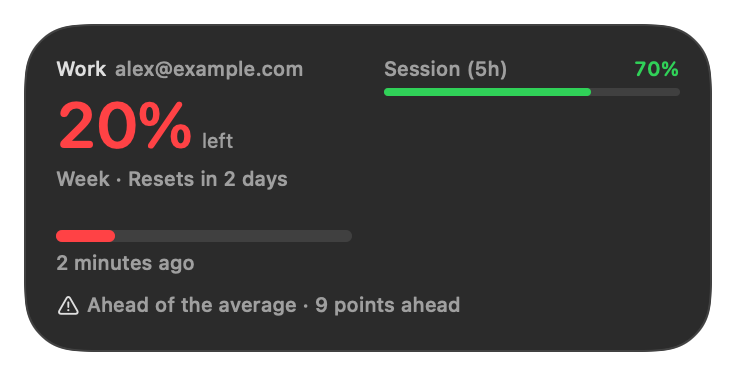 Work alex@example.com
20% left
Week · Resets in 2 days
2 minutes ago
Session (5h) 70%
Ahead of the average · 9 points ahead